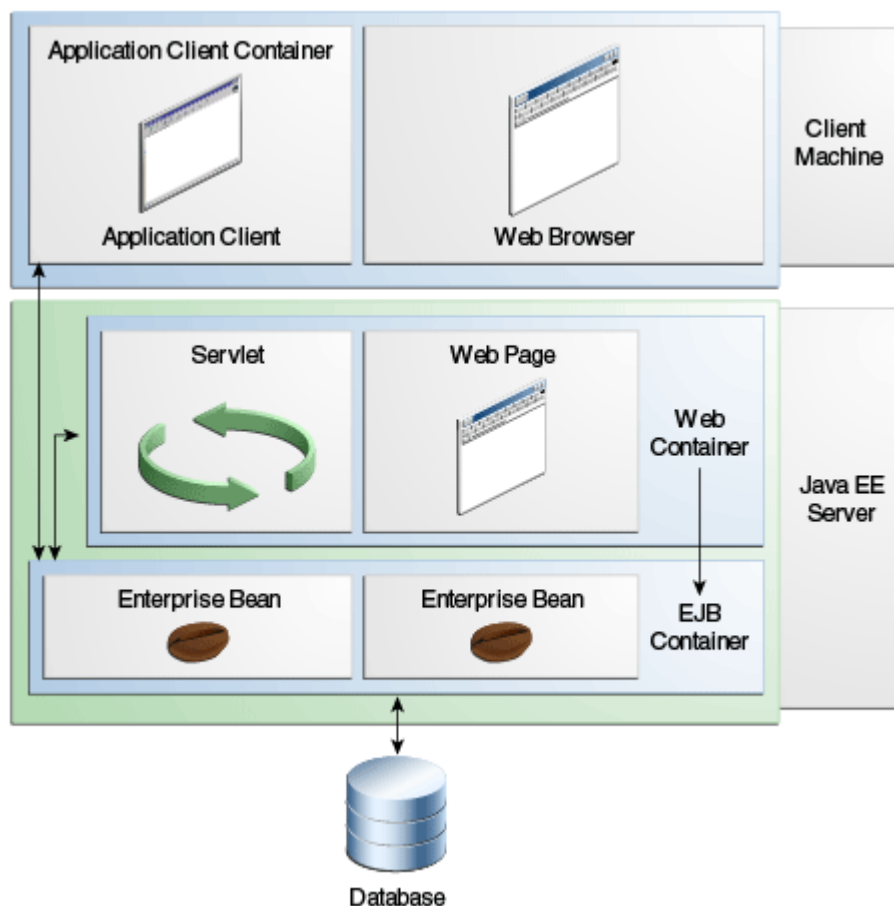 Application Client Container
Application Client
Web Browser
Client
Machine
Servlet
Web Page
Web
Container
Java EE
Server
Enterprise Bean
Enterprise Bean
EJB
Container
Database